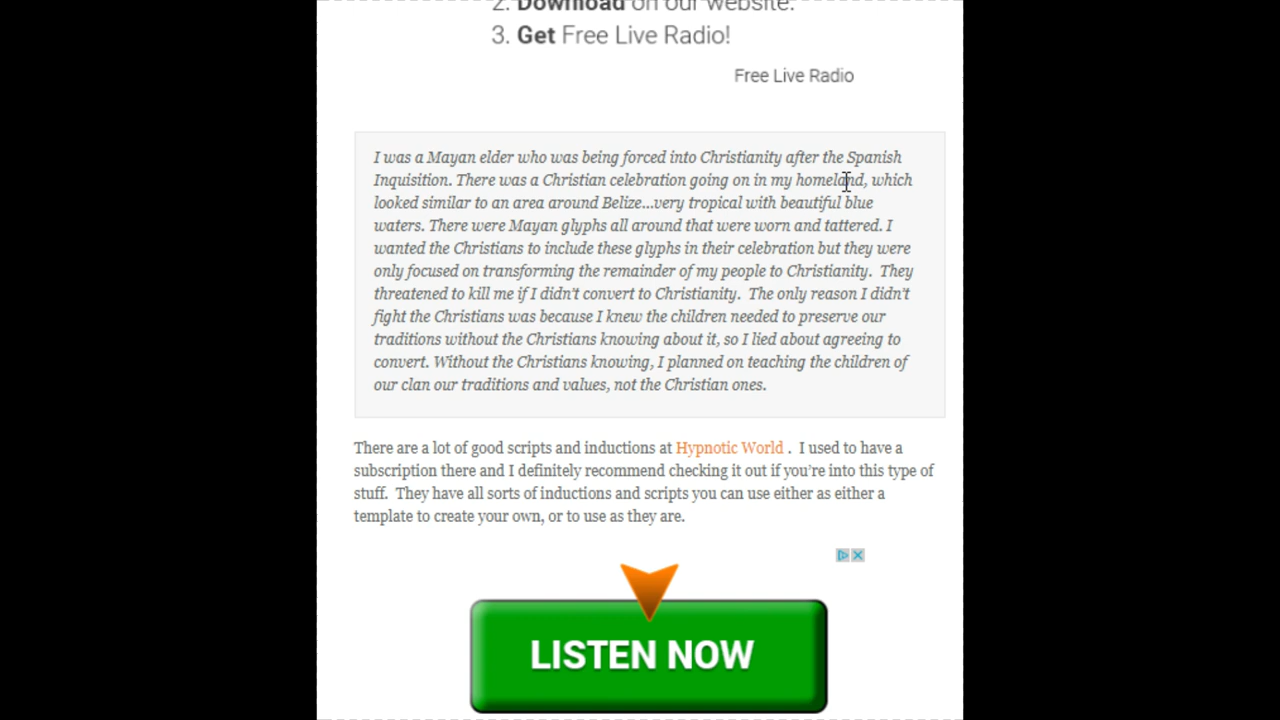 2. Download on our website.
3. Get Free Live Radio!
Free Live Radio
I was a Mayan elder who was being forced into Christianity after the Spanish
Inquisition. There was a Christian celebration going on in my homeland, which
looked similar to an area around Belize...very tropical with beautiful blue
waters. There were Mayan glyphs all around that were worn and tattered. I
wanted the Christians to include these glyphs in their celebration but they were
only focused on transforming the remainder of my people to Christianity.  They
threatened to kill me if I didn't convert to Christianity.  The only reason I didn't
fight the Christians was because I knew the children needed to preserve our
traditions without the Christians knowing about it, so I lied about agreeing to
convert. Without the Christians knowing, I planned on teaching the children of
our clan our traditions and values, not the Christian ones.
There are a lot of good scripts and inductions at Hypnotic World .  I used to have a
subscription there and I definitely recommend checking it out if you're into this type of
stuff.  They have all sorts of inductions and scripts you can use either as either a
template to create your own, or to use as they are.
LISTEN NOW